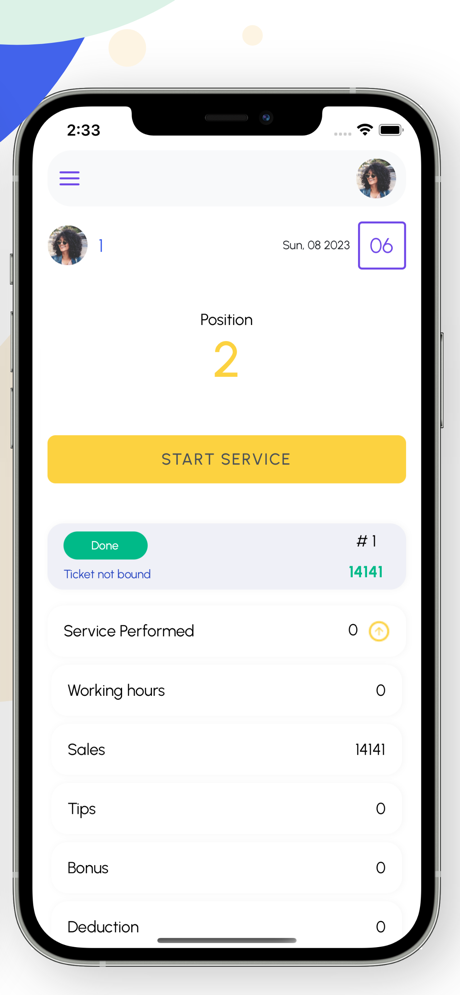 2:33
1
Sun, 08 2023
06
Position
2
START SERVICE
Done
# 1
Ticket not bound
14141
Service Performed 0
Working hours 0
Sales 14141
Tips 0
Bonus 0
Deduction 0